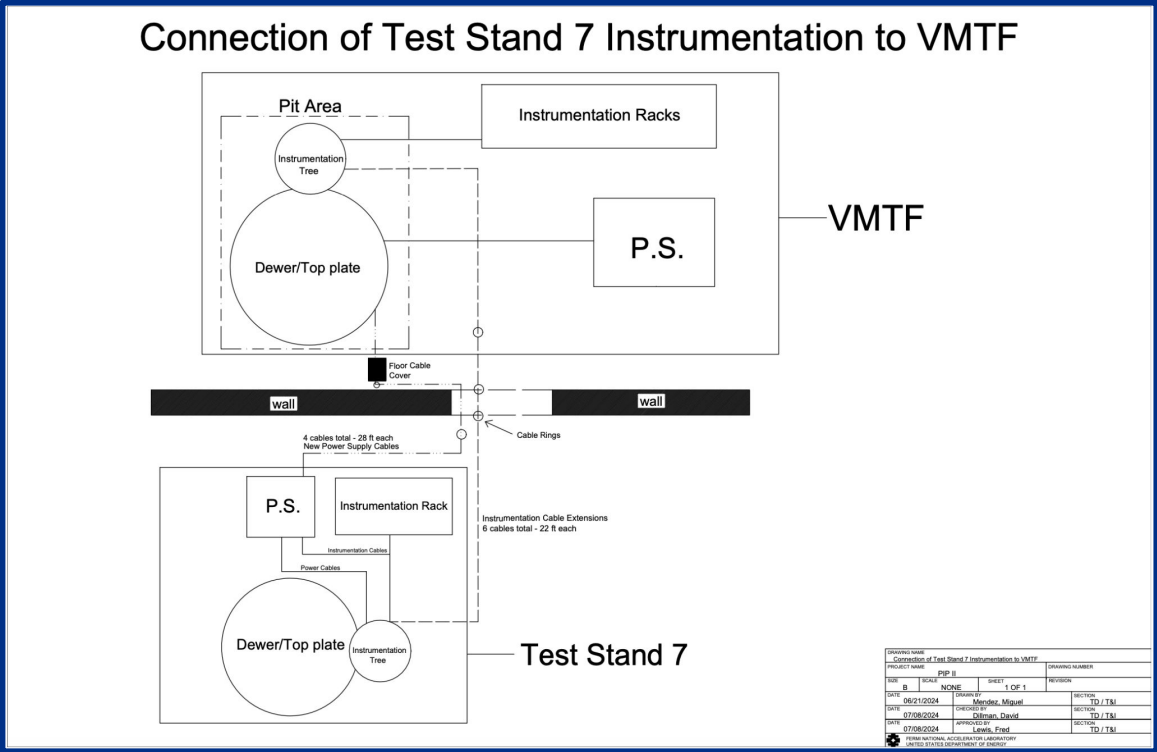 Connection of Test Stand 7 Instrumentation to VMTF
Pit Area
Instrumentation Racks
Instrumentation
Tree
VMTF
P.S.
Dewer/Top plate
Floor Cable
Cover
wall
wall
Cable Rings
4 cables total - 28 ft each
New Power Supply Cables
P.S.
Instrumentation Rack
Instrumentation Cable Extensions
6 cables total - 22 ft each
Instrumentation Cables
Power Cables
Dewer/Top plate
Instrumentation
Tree
Test Stand 7
DRAWING NAME
Connection of Test Stand 7 Instrumentation to VMTF
PROJECT NAME
PIP II
DRAWING NUMBER
SIZE
B
SCALE
NONE
SHEET
1 OF 1
REVISION
DATE
06/21/2024
DRAWN BY
Mendez, Miguel
SECTION
TD / T&I
DATE
07/08/2024
CHECKED BY
Dillman, David
SECTION
TD / T&I
DATE
07/08/2024
APPROVED BY
Lewis, Fred
SECTION
TD / T&I
FERMI NATIONAL ACCELERATOR LABORATORY
UNITED STATES DEPARTMENT OF ENERGY